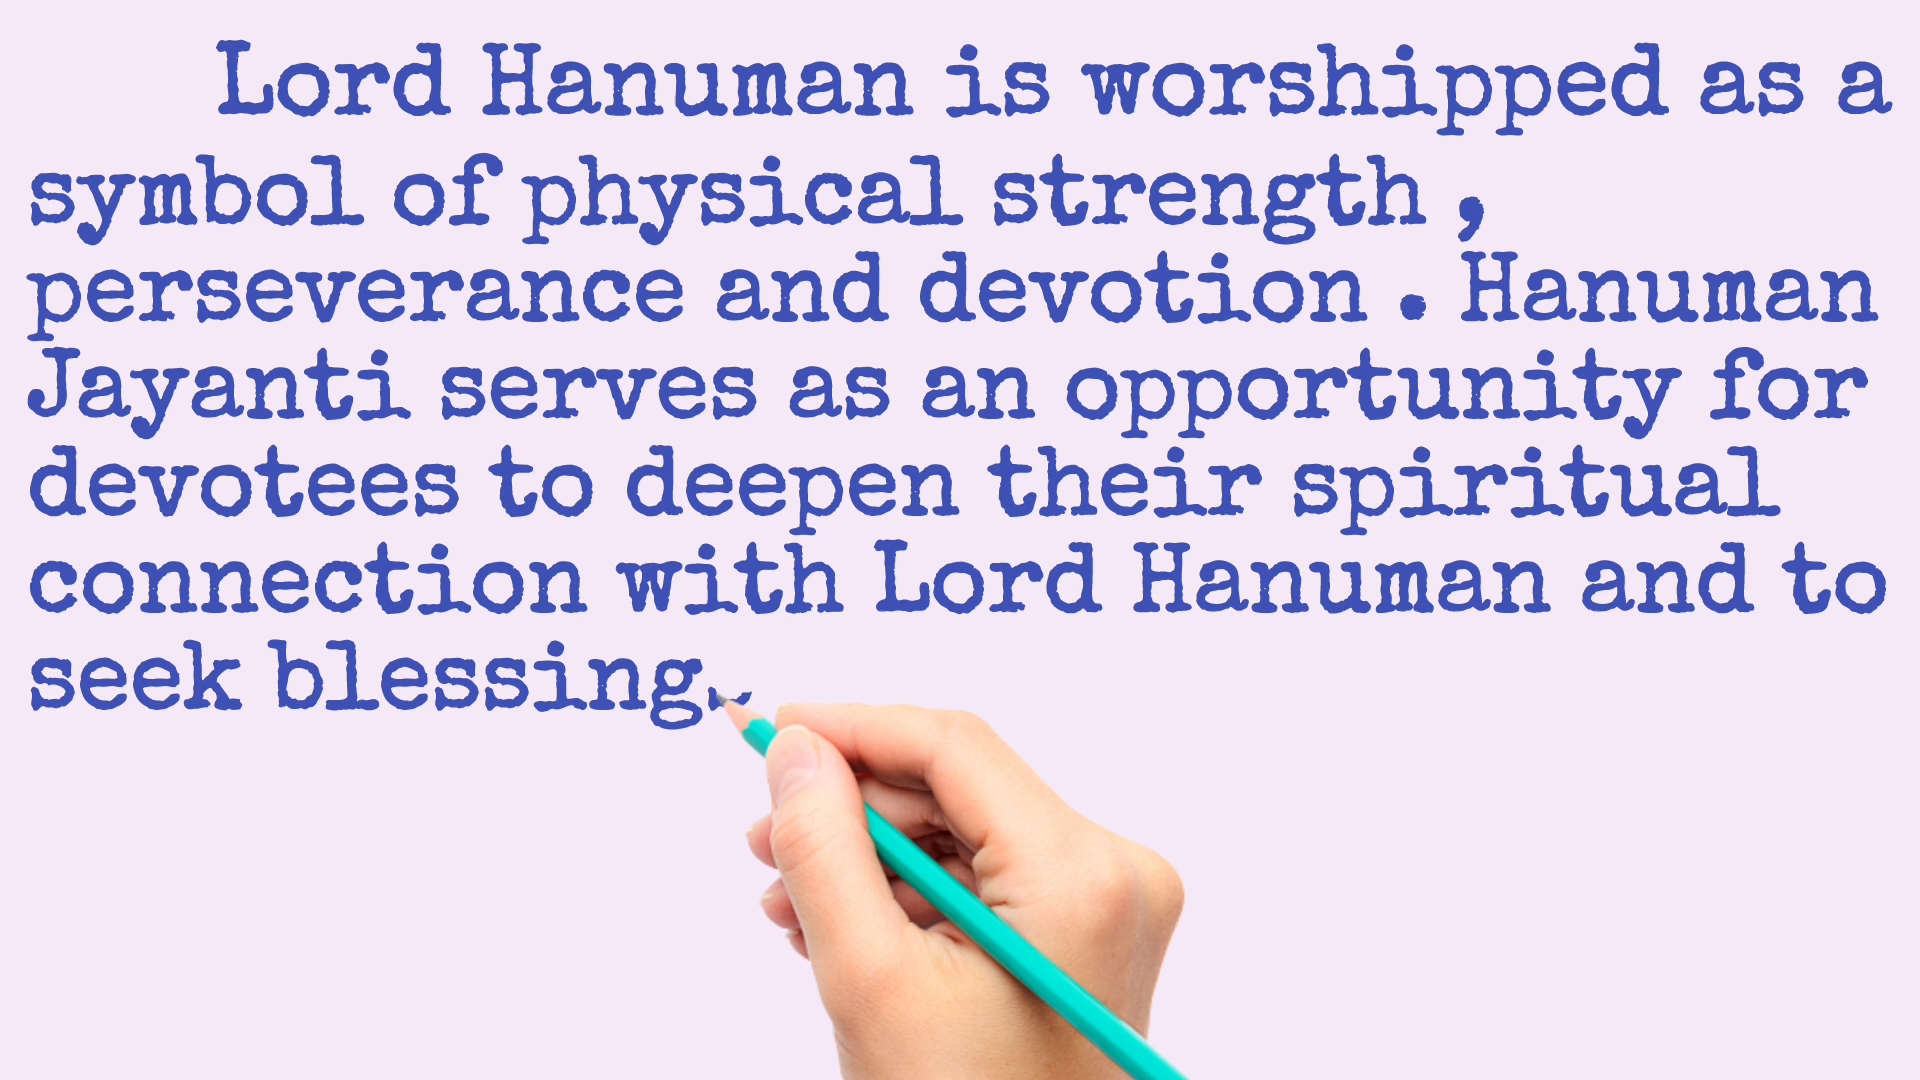 Lord Hanuman is worshipped as a
symbol of physical strength ,
perseverance and devotion . Hanuman
Jayanti serves as an opportunity for
devotees to deepen their spiritual
connection with Lord Hanuman and to
seek